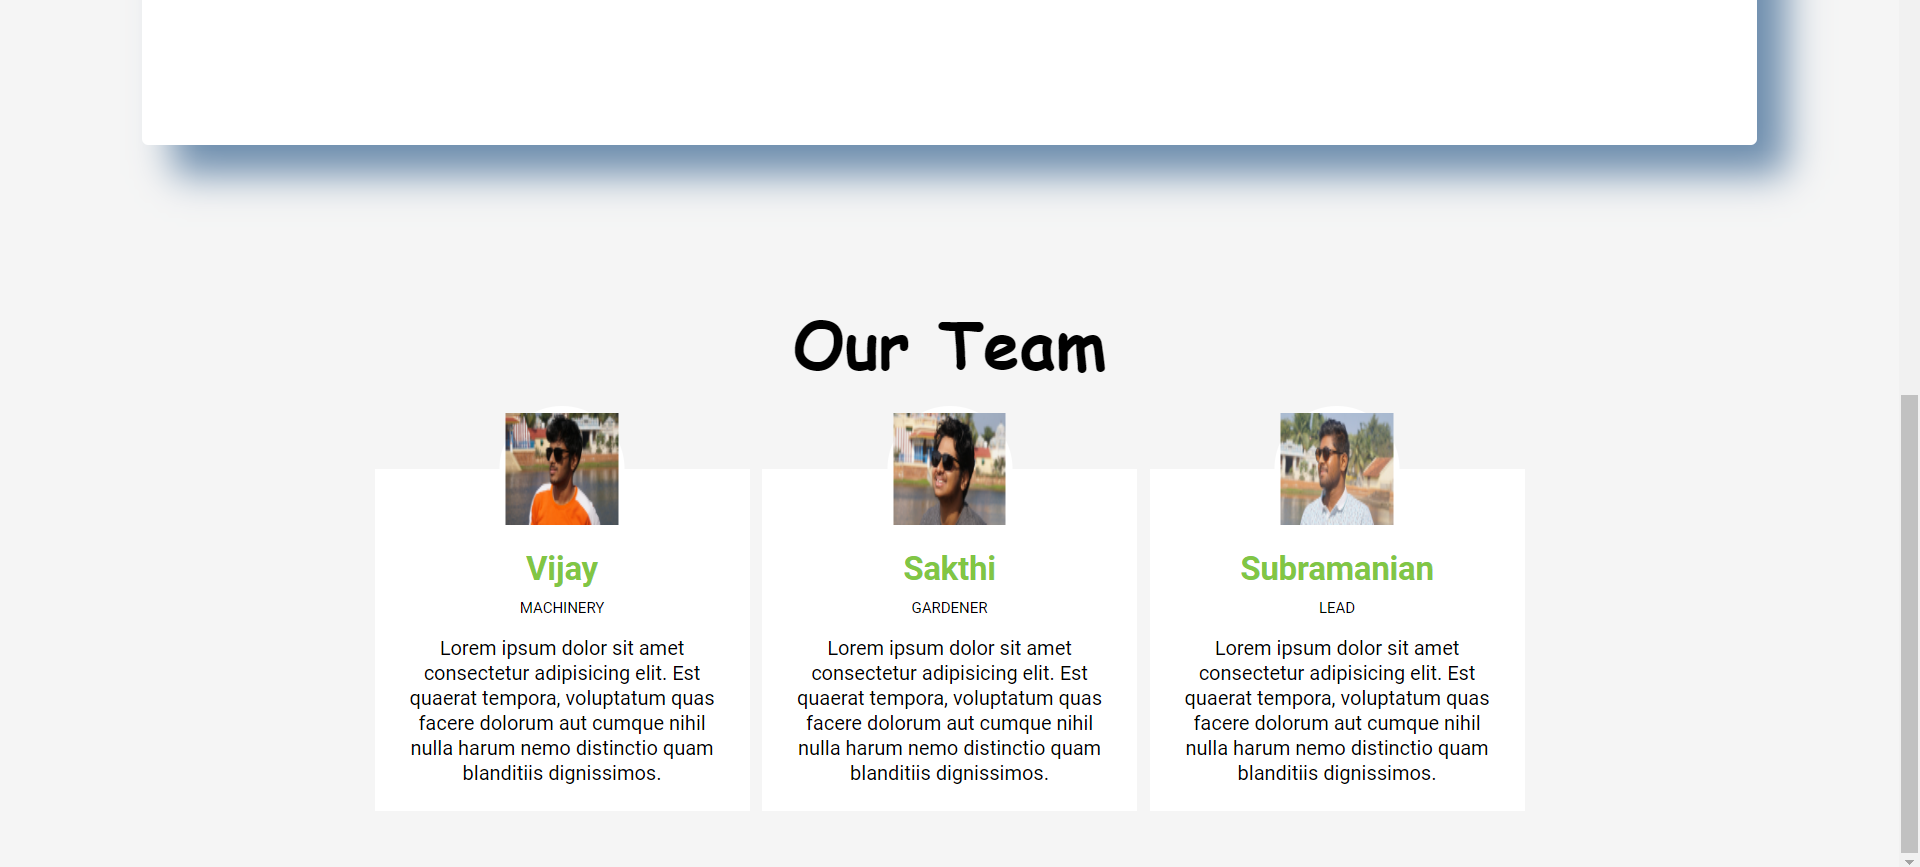 Our Team
Vijay
MACHINERY
Lorem ipsum dolor sit amet
consectetur adipisicing elit. Est
quaerat tempora, voluptatum quas
facere dolorum aut cumque nihil
nulla harum nemo distinctio quam
blanditiis dignissimos.
Sakthi
GARDENER
Lorem ipsum dolor sit amet
consectetur adipisicing elit. Est
quaerat tempora, voluptatum quas
facere dolorum aut cumque nihil
nulla harum nemo distinctio quam
blanditiis dignissimos.
Subramanian
LEAD
Lorem ipsum dolor sit amet
consectetur adipisicing elit. Est
quaerat tempora, voluptatum quas
facere dolorum aut cumque nihil
nulla harum nemo distinctio quam
blanditiis dignissimos.